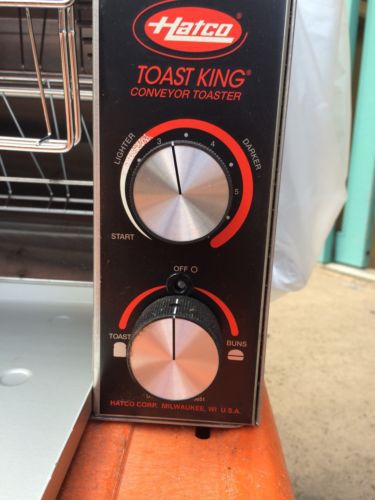 Hatco
TOAST KING®
CONVEYOR TOASTER
LIGHTER
3
4
DARKER
5
START
OFF
TOAST
BUNS
HATCO CORP. MILWAUKEE, WI U.S.A.